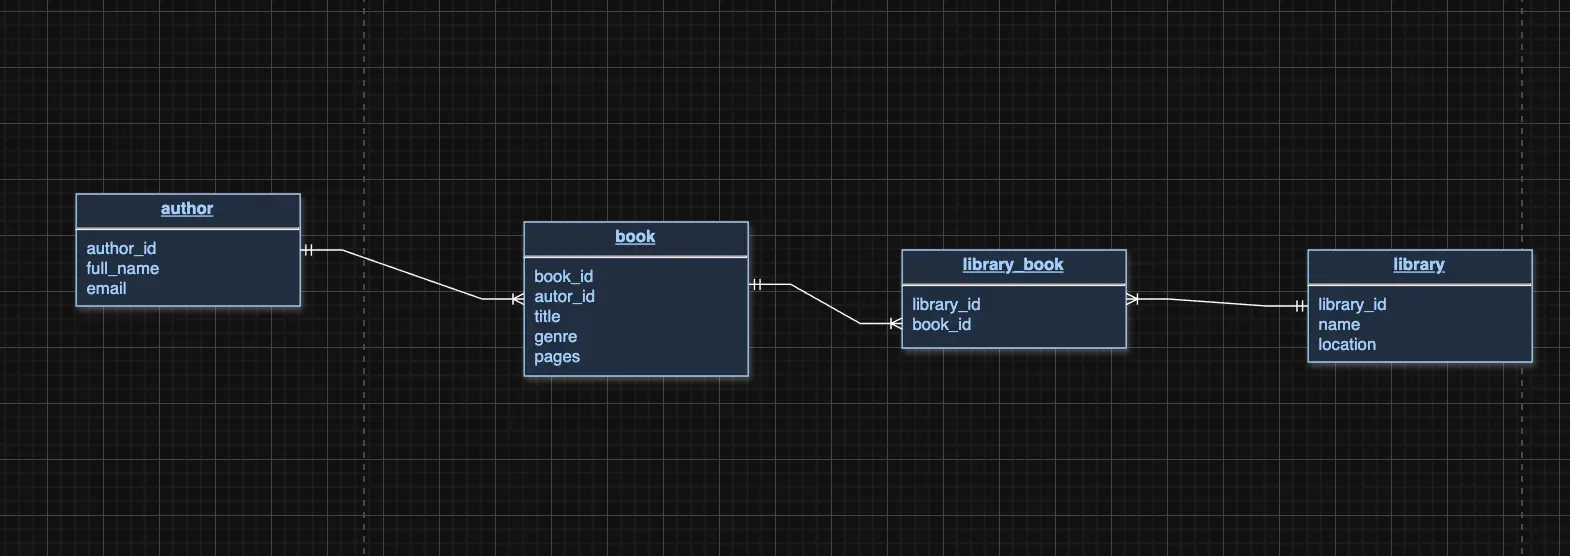 author
author_id
full_name
email
book
book_id
autor_id
title
genre
pages
library_book
library_id
book_id
library
library_id
name
location